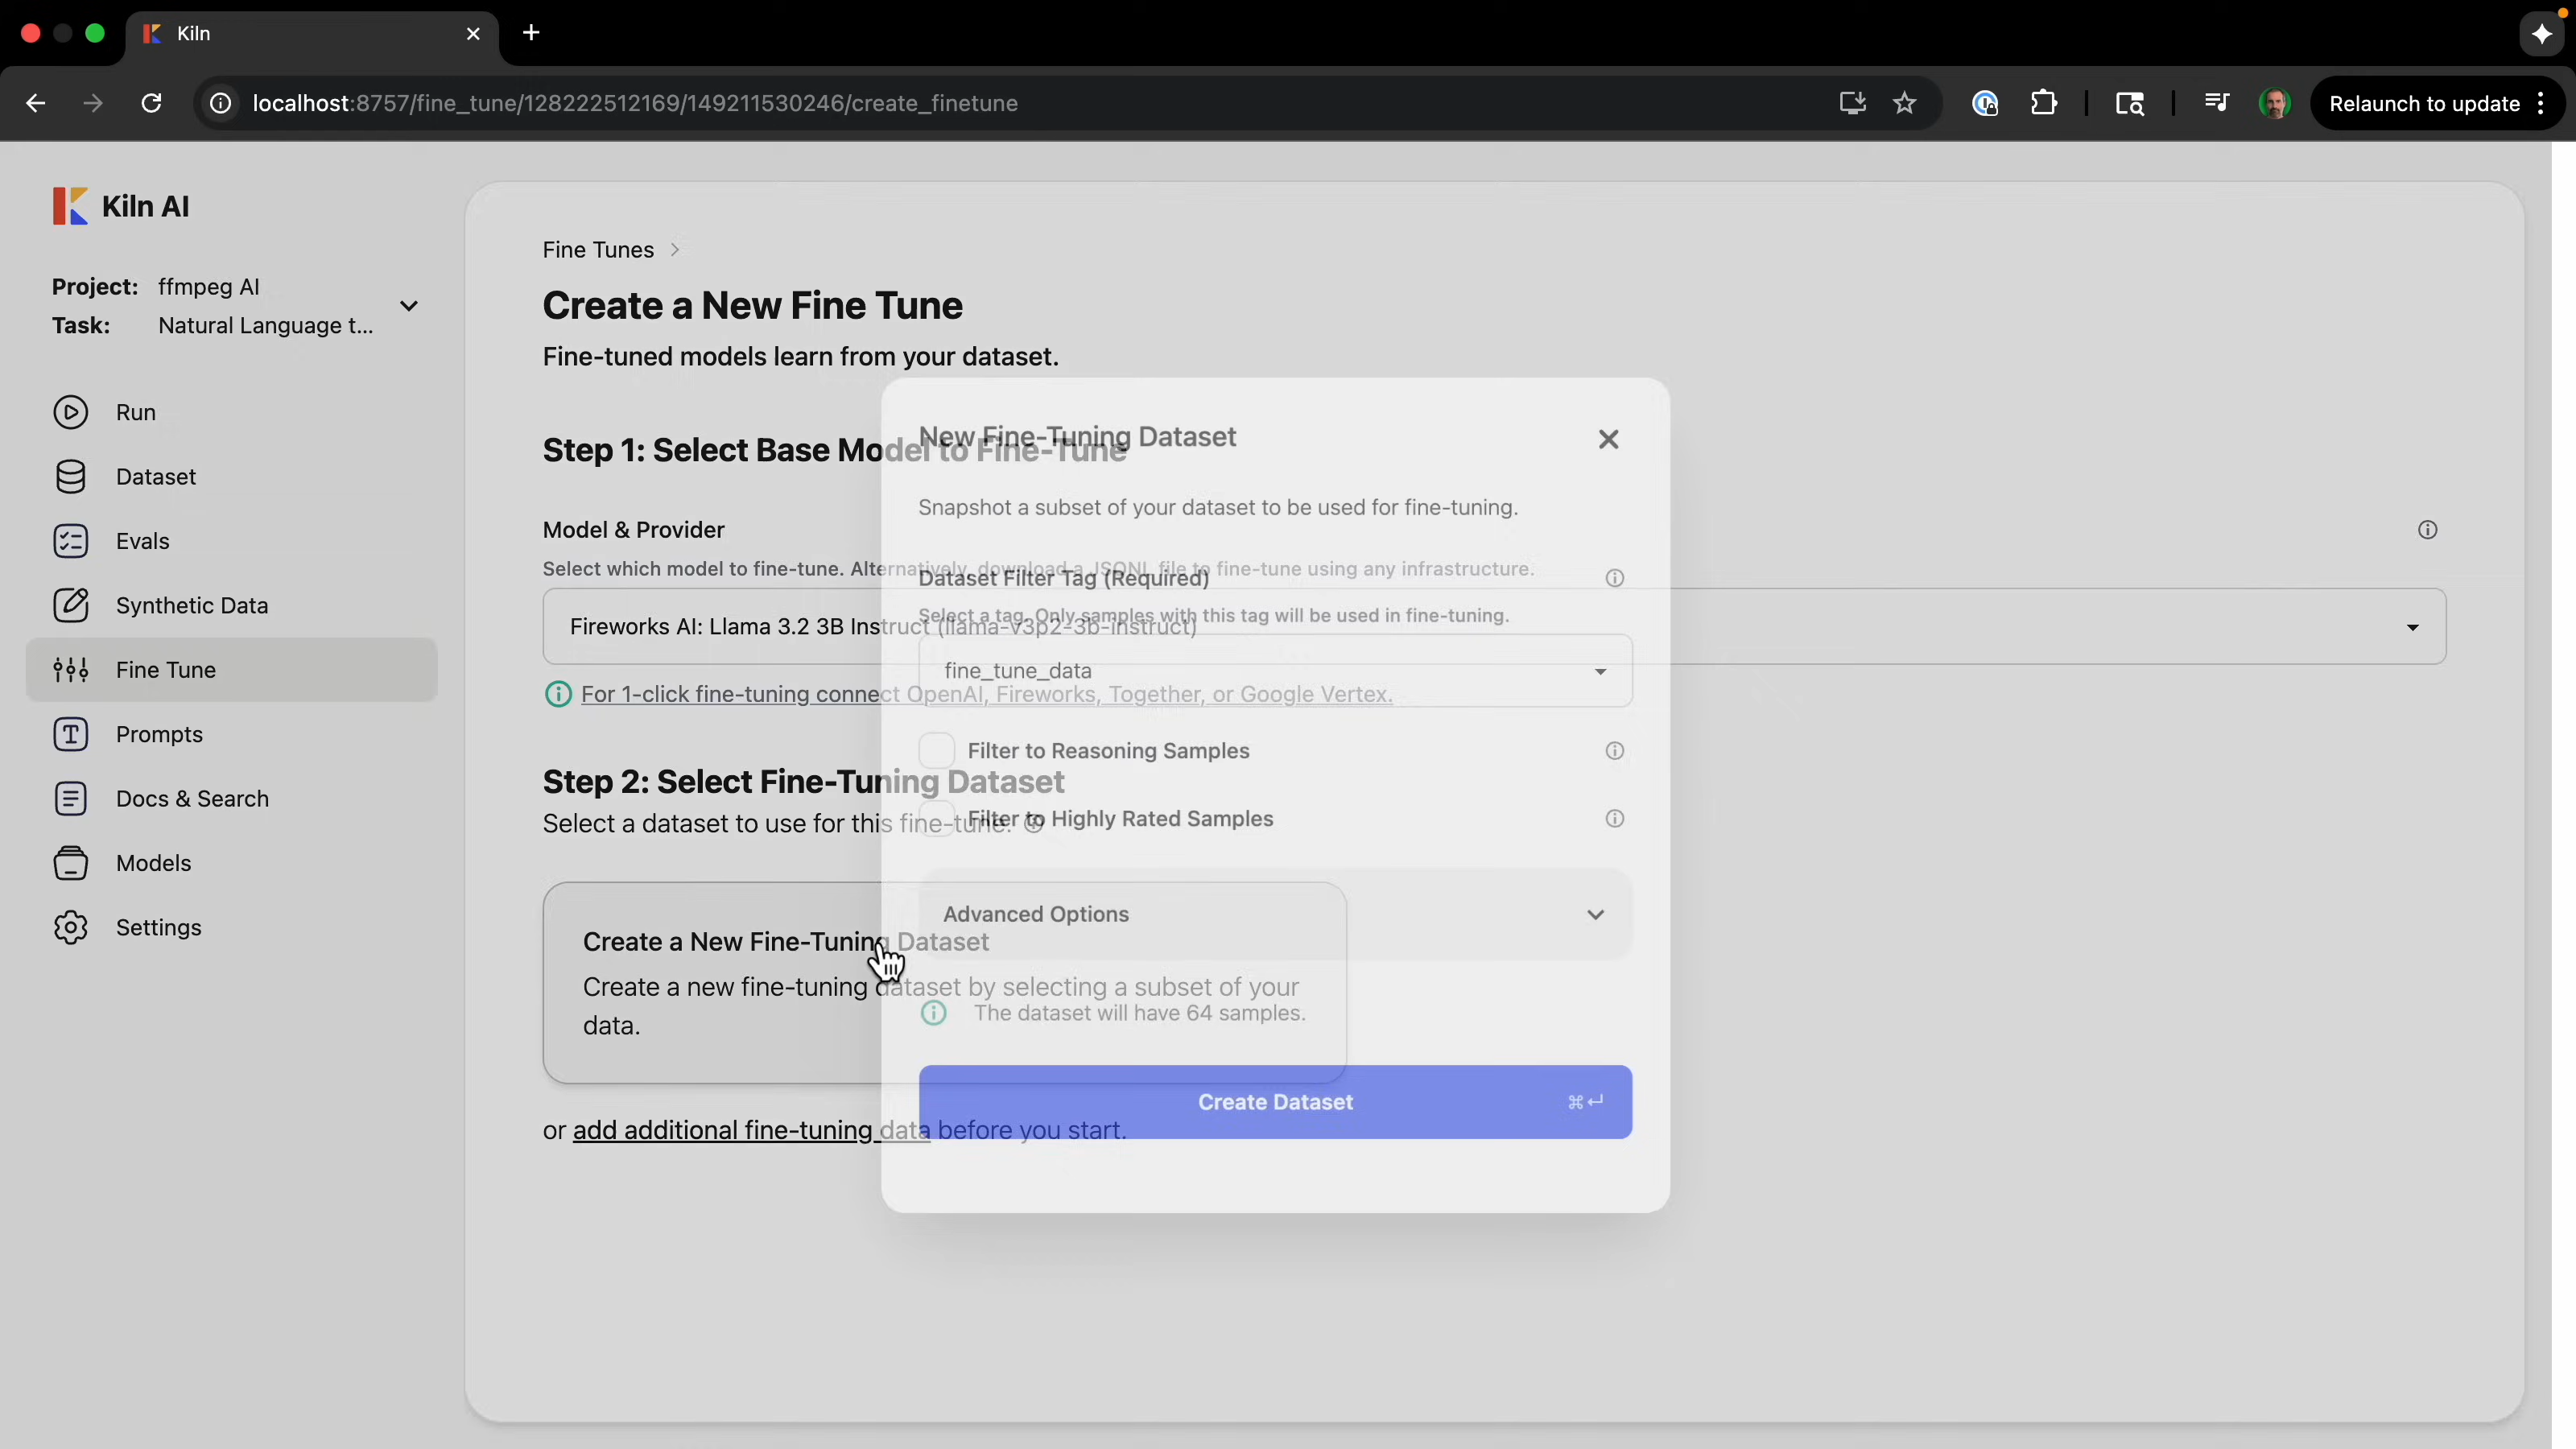 Kiln
localhost:8757/fine_tune/128222512169/149211530246/create_finetune
Relaunch to update
Kiln AI
Project: ffmpeg AI
Task: Natural Language t...
Run
Dataset
Evals
Synthetic Data
Fine Tune
Prompts
Docs & Search
Models
Settings
Fine Tunes
Create a New Fine Tune
Fine-tuned models learn from your dataset.
Step 1: Select Base Model to Fine-Tune
Model & Provider
Select which model to fine-tune. Alternatively, download a JSONL file to fine-tune using any infrastructure.
Fireworks AI: Llama 3.2 3B Instruct (llama-v3p2-3b-instruct)
For 1-click fine-tuning connect OpenAI, Fireworks, Together, or Google Vertex.
Step 2: Select Fine-Tuning Dataset
Select a dataset to use for this fine-tune.
Create a New Fine-Tuning Dataset
Create a new fine-tuning dataset by selecting a subset of your
data.
or add additional fine-tuning data before you start.
New Fine-Tuning Dataset
Snapshot a subset of your dataset to be used for fine-tuning.
Dataset Filter Tag (Required)
Select a tag. Only samples with this tag will be used in fine-tuning.
fine_tune_data
Filter to Reasoning Samples
Filter to Highly Rated Samples
Advanced Options
The dataset will have 64 samples.
Create Dataset ⌘↵